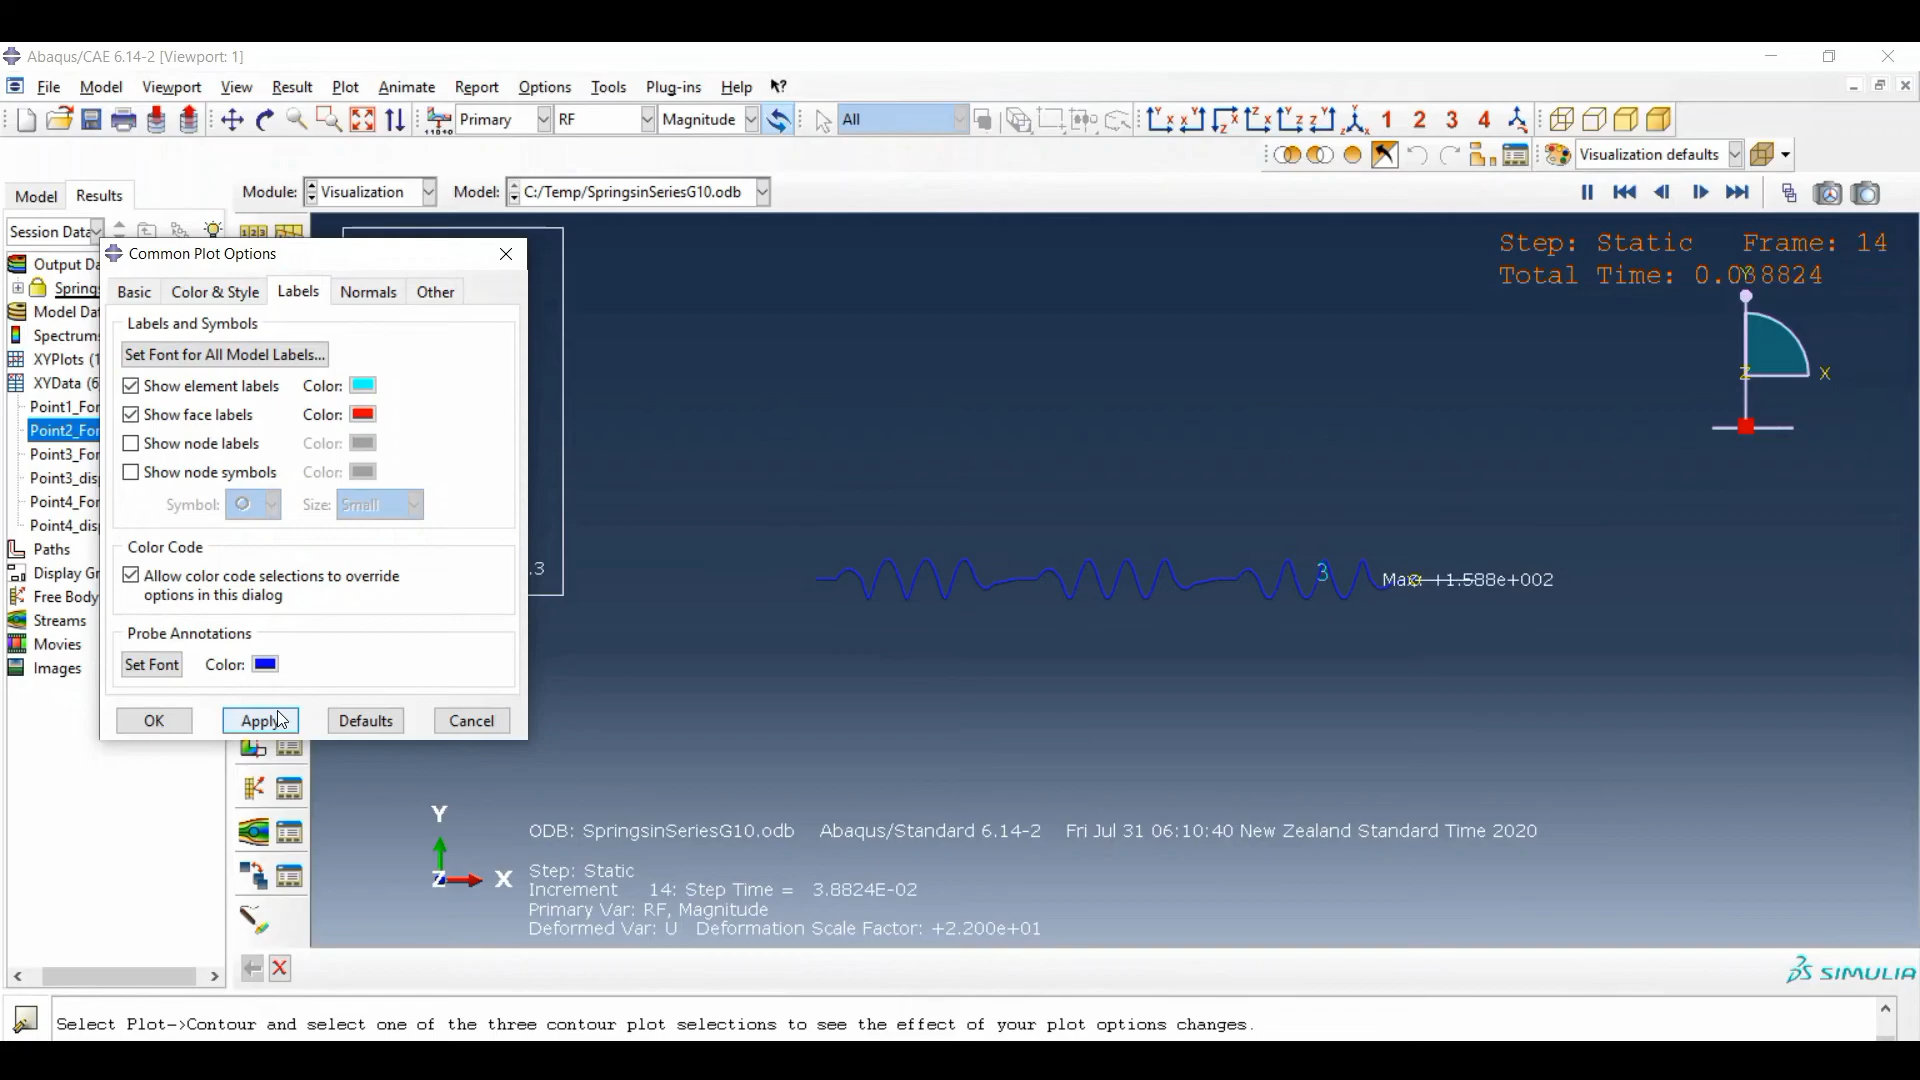 Abaqus/CAE 6.14-2 [Viewport: 1]
File Model Viewport View Result Plot Animate Report Options Tools Plug-ins Help
Primary RF Magnitude All 1 2 3 4
Visualization defaults
Model Results Module: Visualization Model: C:/Temp/SpringsinSeriesG10.odb
Session Data
Output Da
Springs
Model Dat
Spectrums
XYPlots (1
XYData (6
Point1_For
Point2_For
Point3_For
Point3_disp
Point4_For
Point4_disp
Paths
Display Gr
Free Body
Streams
Movies
Images
Common Plot Options
Basic Color & Style Labels Normals Other
Labels and Symbols
Set Font for All Model Labels...
Show element labels Color:
Show face labels Color:
Show node labels Color:
Show node symbols Color:
Symbol: Size: Small
Color Code
Allow color code selections to override
options in this dialog
Probe Annotations
Set Font Color:
OK Apply Defaults Cancel
.3
Step: Static Frame: 14
Total Time: 0.038824
Y
Z X
3
Max: +1.588e+002
Y
Z X
ODB: SpringsinSeriesG10.odb Abaqus/Standard 6.14-2 Fri Jul 31 06:10:40 New Zealand Standard Time 2020
Step: Static
Increment 14: Step Time = 3.8824E-02
Primary Var: RF, Magnitude
Deformed Var: U Deformation Scale Factor: +2.200e+01
SIMULIA
Select Plot->Contour and select one of the three contour plot selections to see the effect of your plot options changes.